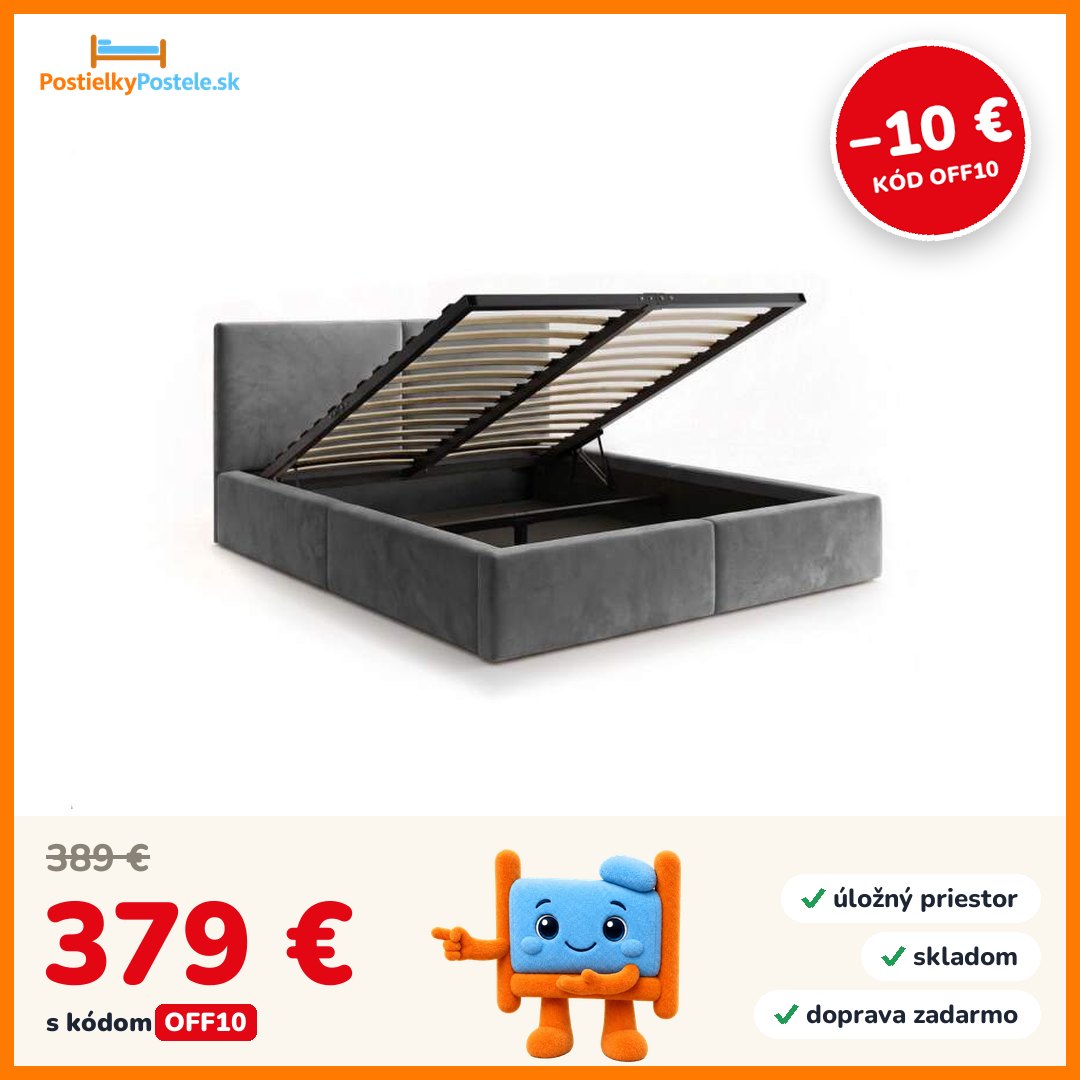 PostielkyPostele.sk
–10 €
KÓD OFF10
389 €
379 €
s kódom OFF10
úložný priestor
skladom
doprava zadarmo